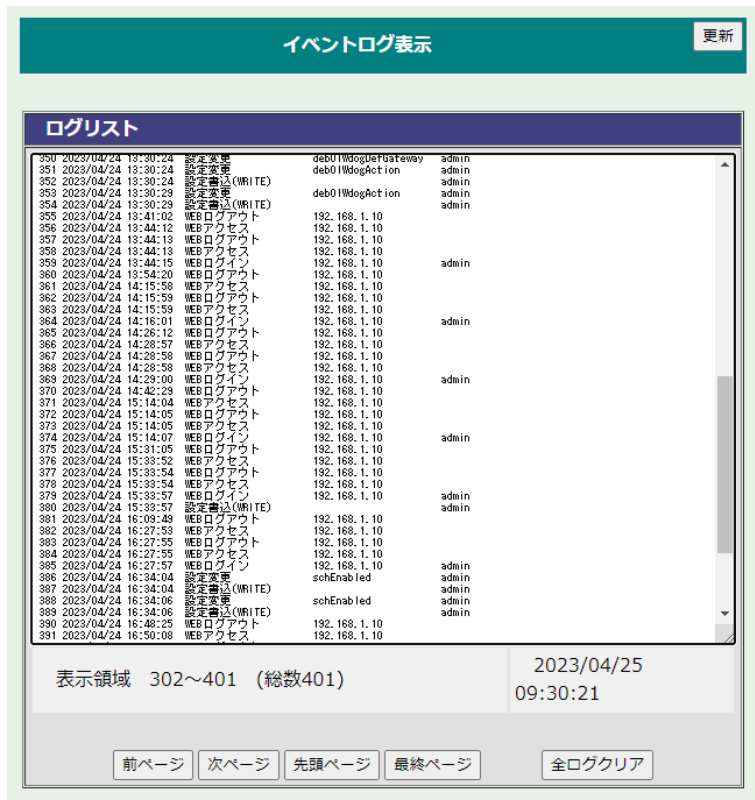 イベントログ表示
更新
ログリスト
350 2023/04/24 13:30:24 設定変更 deb01WdogDefGateway admin
351 2023/04/24 13:30:24 設定変更 deb01WdogAction admin
352 2023/04/24 13:30:24 設定書込(WRITE) admin
353 2023/04/24 13:30:29 設定変更 deb01WdogAction admin
354 2023/04/24 13:30:29 設定書込(WRITE) admin
355 2023/04/24 13:41:02 WEBログアウト 192.168.1.10
356 2023/04/24 13:44:12 WEBアクセス 192.168.1.10
357 2023/04/24 13:44:13 WEBログアウト 192.168.1.10
358 2023/04/24 13:44:13 WEBアクセス 192.168.1.10
359 2023/04/24 13:44:15 WEBログイン 192.168.1.10 admin
360 2023/04/24 13:54:20 WEBログアウト 192.168.1.10
361 2023/04/24 14:15:58 WEBアクセス 192.168.1.10
362 2023/04/24 14:15:59 WEBログアウト 192.168.1.10
363 2023/04/24 14:15:59 WEBアクセス 192.168.1.10
364 2023/04/24 14:16:01 WEBログイン 192.168.1.10 admin
365 2023/04/24 14:26:12 WEBログアウト 192.168.1.10
366 2023/04/24 14:28:57 WEBアクセス 192.168.1.10
367 2023/04/24 14:28:58 WEBログアウト 192.168.1.10
368 2023/04/24 14:28:58 WEBアクセス 192.168.1.10
369 2023/04/24 14:29:00 WEBログイン 192.168.1.10 admin
370 2023/04/24 14:42:29 WEBログアウト 192.168.1.10
371 2023/04/24 15:14:04 WEBアクセス 192.168.1.10
372 2023/04/24 15:14:05 WEBログアウト 192.168.1.10
373 2023/04/24 15:14:05 WEBアクセス 192.168.1.10
374 2023/04/24 15:14:07 WEBログイン 192.168.1.10 admin
375 2023/04/24 15:31:05 WEBログアウト 192.168.1.10
376 2023/04/24 15:33:52 WEBアクセス 192.168.1.10
377 2023/04/24 15:33:54 WEBログアウト 192.168.1.10
378 2023/04/24 15:33:54 WEBアクセス 192.168.1.10
379 2023/04/24 15:33:57 WEBログイン 192.168.1.10 admin
380 2023/04/24 15:33:57 設定書込(WRITE) admin
381 2023/04/24 16:09:49 WEBログアウト 192.168.1.10
382 2023/04/24 16:27:53 WEBアクセス 192.168.1.10
383 2023/04/24 16:27:55 WEBログアウト 192.168.1.10
384 2023/04/24 16:27:55 WEBアクセス 192.168.1.10
385 2023/04/24 16:27:57 WEBログイン 192.168.1.10 admin
386 2023/04/24 16:34:04 設定変更 schEnabled admin
387 2023/04/24 16:34:04 設定書込(WRITE) admin
388 2023/04/24 16:34:06 設定変更 schEnabled admin
389 2023/04/24 16:34:06 設定書込(WRITE) admin
390 2023/04/24 16:48:25 WEBログアウト 192.168.1.10
391 2023/04/24 16:50:08 WEBアクセス 192.168.1.10
表示領域 302～401 (総数401)
2023/04/25
09:30:21
前ページ 次ページ 先頭ページ 最終ページ 全ログクリア